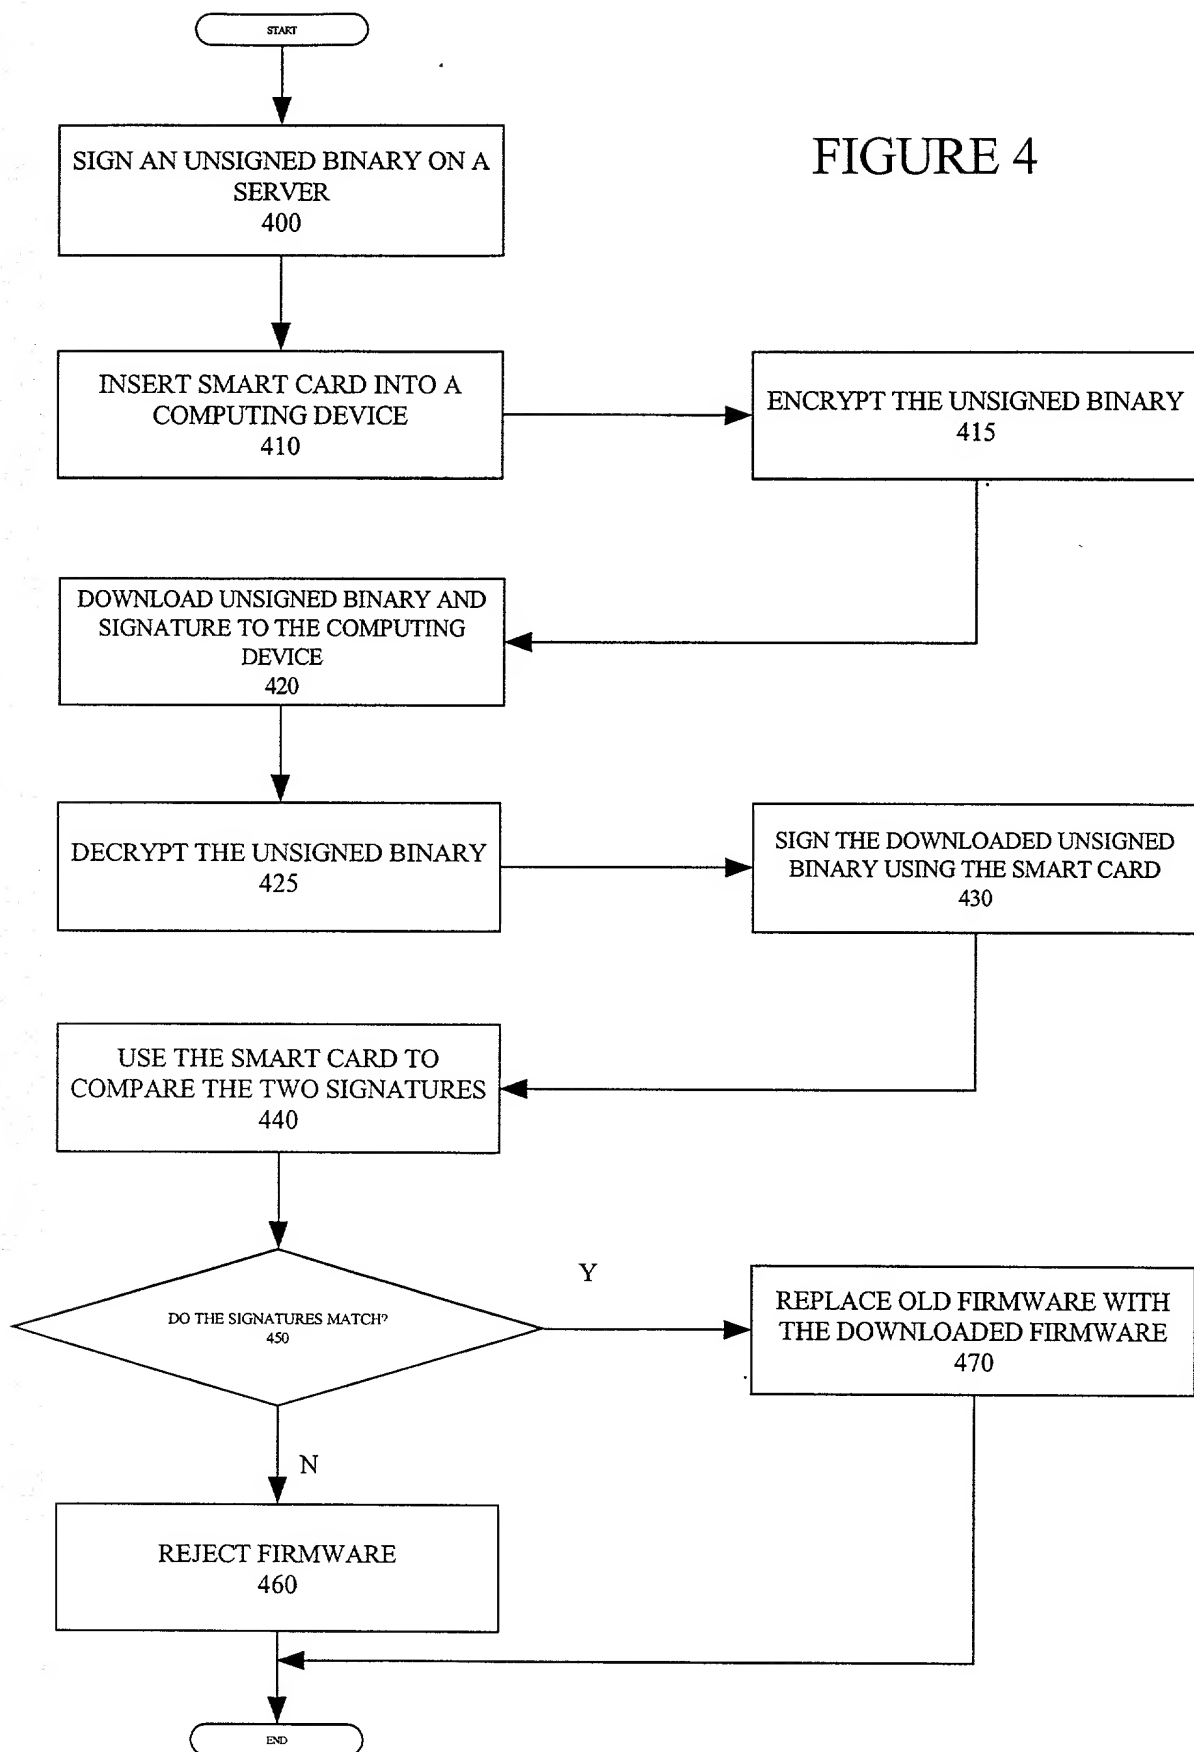 START
FIGURE 4
SIGN AN UNSIGNED BINARY ON A
SERVER
400
INSERT SMART CARD INTO A
COMPUTING DEVICE
410
ENCRYPT THE UNSIGNED BINARY
415
DOWNLOAD UNSIGNED BINARY AND
SIGNATURE TO THE COMPUTING
DEVICE
420
DECRYPT THE UNSIGNED BINARY
425
SIGN THE DOWNLOADED UNSIGNED
BINARY USING THE SMART CARD
430
USE THE SMART CARD TO
COMPARE THE TWO SIGNATURES
440
DO THE SIGNATURES MATCH?
450
Y
REPLACE OLD FIRMWARE WITH
THE DOWNLOADED FIRMWARE
470
N
REJECT FIRMWARE
460
END